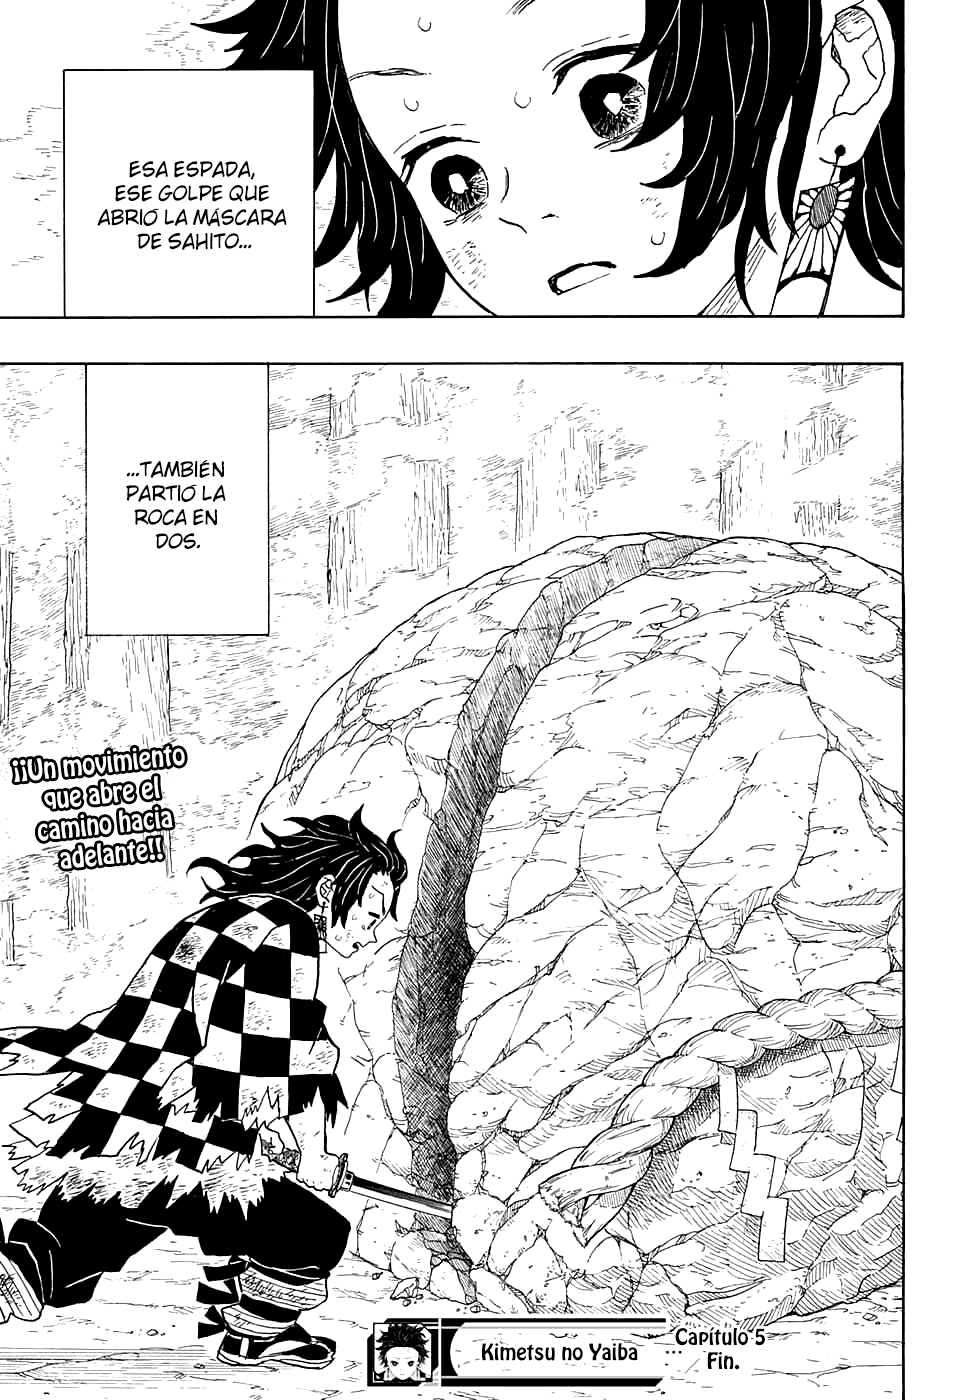 ESA ESPADA,
ESE GOLPE QUE
ABRIÓ LA MÁSCARA
DE SAHITO...
...TAMBIÉN
PARTIÓ LA
ROCA EN
DOS.
¡¡Un movimiento
que abre el
camino hacia
adelante!!
Kimetsu no Yaiba
Capítulo 5
...
Fin.